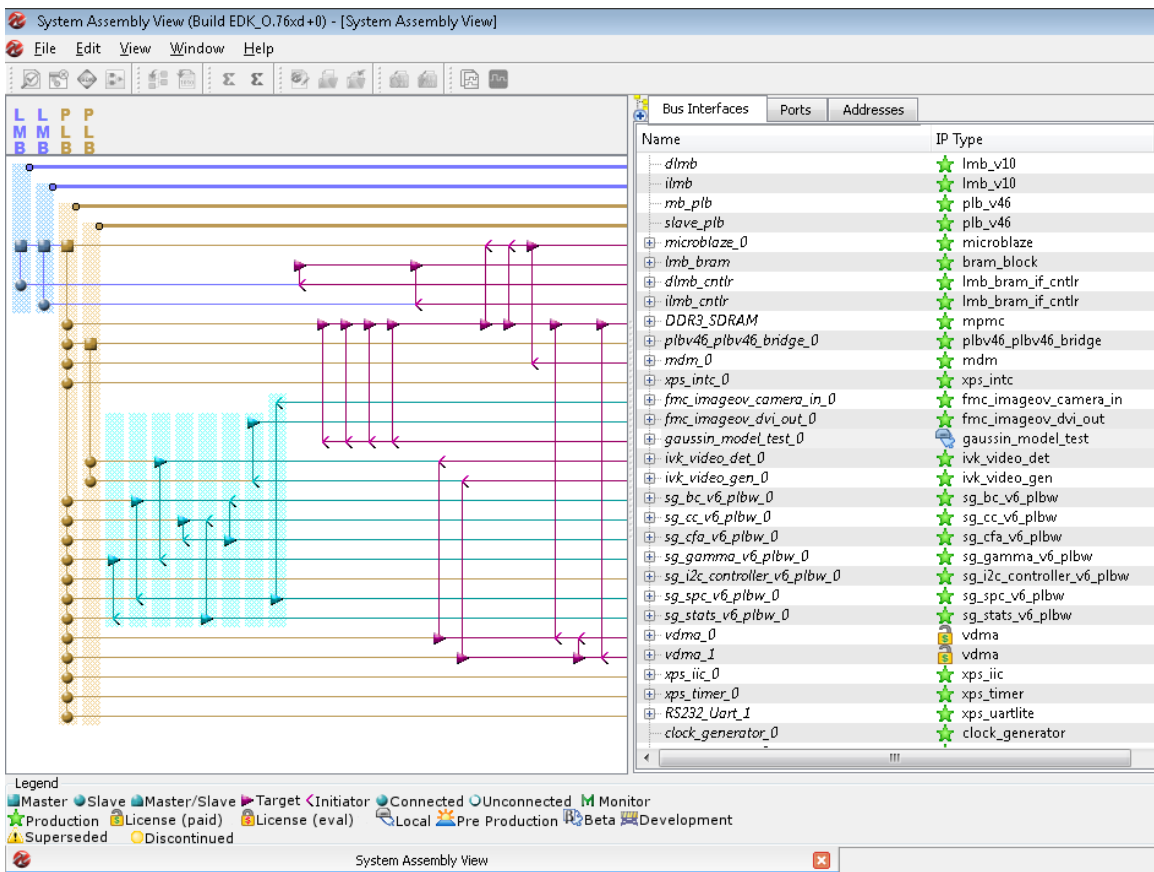 System Assembly View (Build EDK_O.76xd+0) - [System Assembly View]
File Edit View Window Help
L L P P
M M L L
B B B B
Bus Interfaces Ports Addresses
Name IP Type
dlmb lmb_v10
ilmb lmb_v10
mb_plb plb_v46
slave_plb plb_v46
microblaze_0 microblaze
lmb_bram bram_block
dlmb_cntlr lmb_bram_if_cntlr
ilmb_cntlr lmb_bram_if_cntlr
DDR3_SDRAM mpmc
plbv46_plbv46_bridge_0 plbv46_plbv46_bridge
mdm_0 mdm
xps_intc_0 xps_intc
fmc_imageov_camera_in_0 fmc_imageov_camera_in
fmc_imageov_dvi_out_0 fmc_imageov_dvi_out
gaussin_model_test_0 gaussin_model_test
ivk_video_det_0 ivk_video_det
ivk_video_gen_0 ivk_video_gen
sg_bc_v6_plbw_0 sg_bc_v6_plbw
sg_cc_v6_plbw_0 sg_cc_v6_plbw
sg_cfa_v6_plbw_0 sg_cfa_v6_plbw
sg_gamma_v6_plbw_0 sg_gamma_v6_plbw
sg_i2c_controller_v6_plbw_0 sg_i2c_controller_v6_plbw
sg_spc_v6_plbw_0 sg_spc_v6_plbw
sg_stats_v6_plbw_0 sg_stats_v6_plbw
vdma_0 vdma
vdma_1 vdma
xps_iic_0 xps_iic
xps_timer_0 xps_timer
RS232_Uart_1 xps_uartlite
clock_generator_0 clock_generator
Legend
Master Slave Master/Slave Target Initiator Connected Unconnected M Monitor
Production License (paid) License (eval) Local Pre Production Beta Development
Superseded Discontinued
System Assembly View